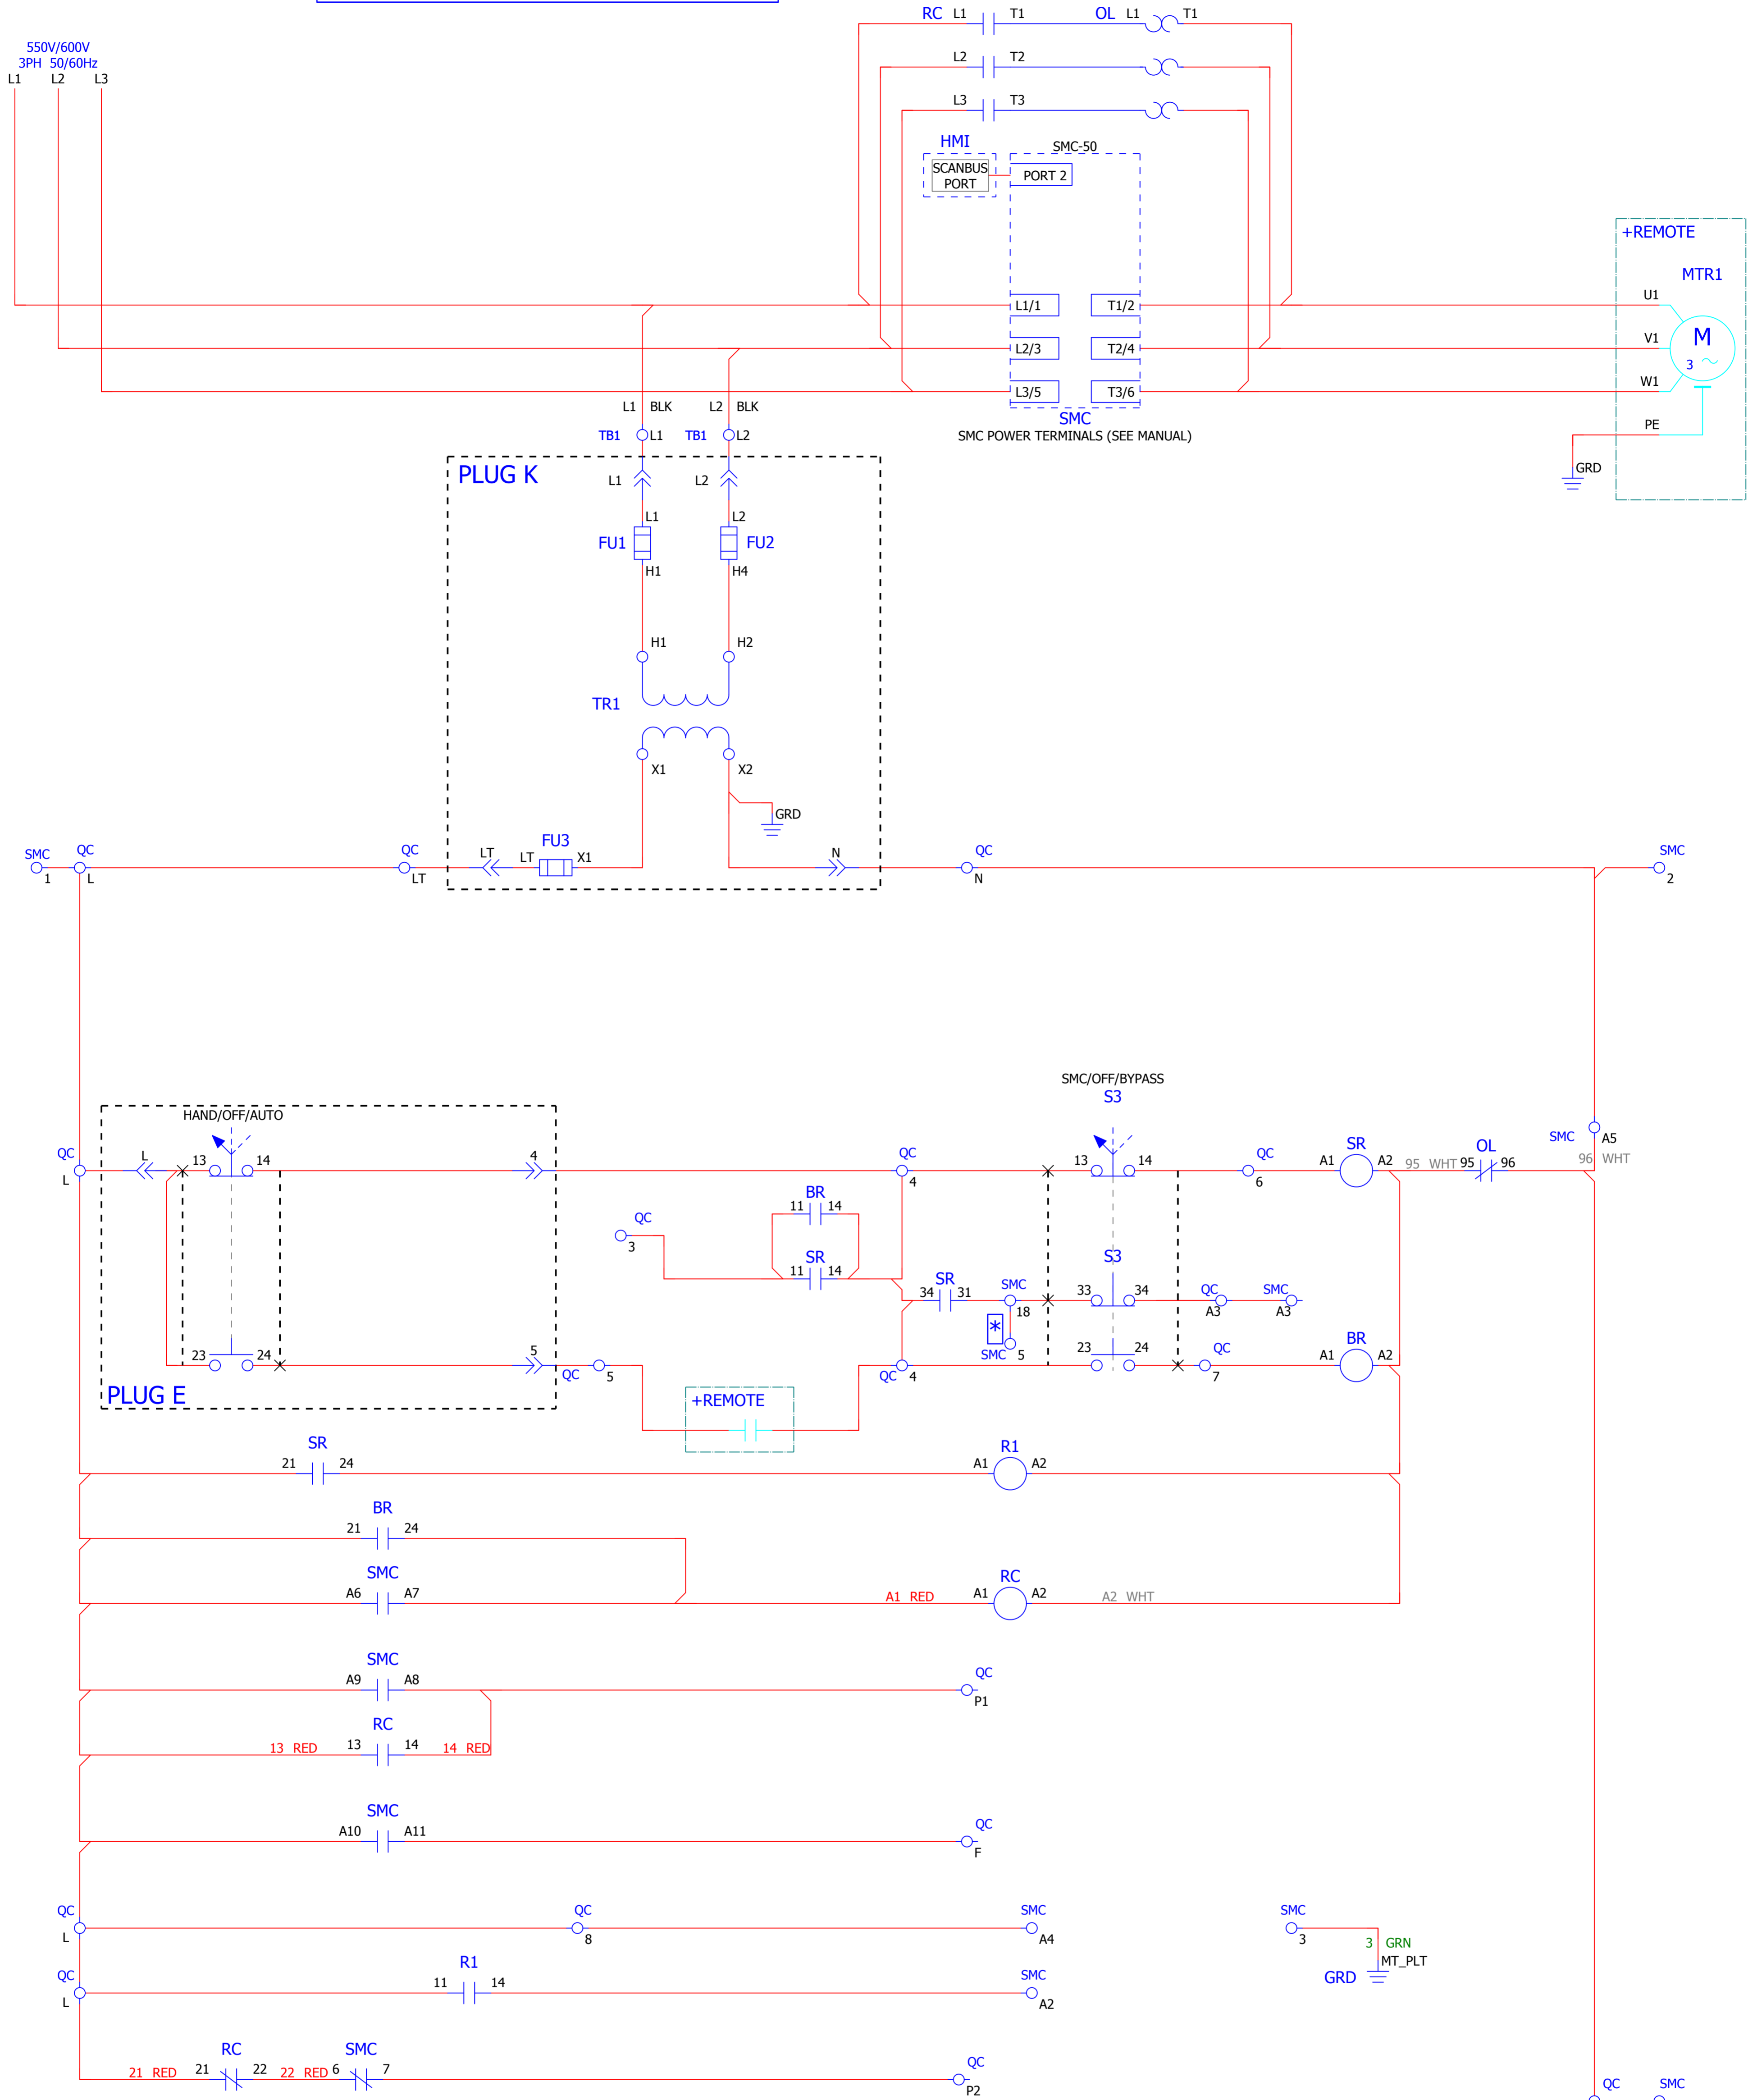 RC L1 T1 OL L1 T1
550V/600V
3PH 50/60Hz
L1 L2 L3
L2 T2
L3 T3
HMI
SMC-50
SCANBUS
PORT
PORT 2
+REMOTE
MTR1
L1/1 T1/2 U1
L2/3 T2/4 V1 M
3
L3/5 T3/6 W1
L1 BLK L2 BLK
SMC
PE
TB1 L1 TB1 L2
SMC POWER TERMINALS (SEE MANUAL)
GRD
PLUG K
L1 L2
L1 L2
FU1 FU2
H1 H4
H1 H2
TR1
X1 X2
GRD
FU3
SMC QC QC LT LT X1 N QC SMC
1 L LT N 2
SMC/OFF/BYPASS
S3
HAND/OFF/AUTO
SMC A5
QC L 13 14 4 QC 13 14 QC SR A1 A2 95 WHT 95 OL 96 96 WHT
L 4 6
BR
11 14
QC
3
SR
11 14
S3
SR
34 31 SMC 33 34 QC SMC
18 A3 A3
*
SMC 5
23 24 5 QC 5 QC 4 23 24 QC 7 BR A1 A2
PLUG E
+REMOTE
SR R1
21 24 A1 A2
BR
21 24
SMC RC
A6 A7 A1 RED A1 A2 A2 WHT
SMC
A9 A8 QC
P1
RC
13 RED 13 14 14 RED
SMC
A10 A11 QC
F
QC QC SMC SMC
L 8 A4 3
3 GRN
MT_PLT
GRD
QC R1 SMC
L 11 14 A2
RC SMC
21 RED 21 22 22 RED 6 7 QC
P2
QC SMC